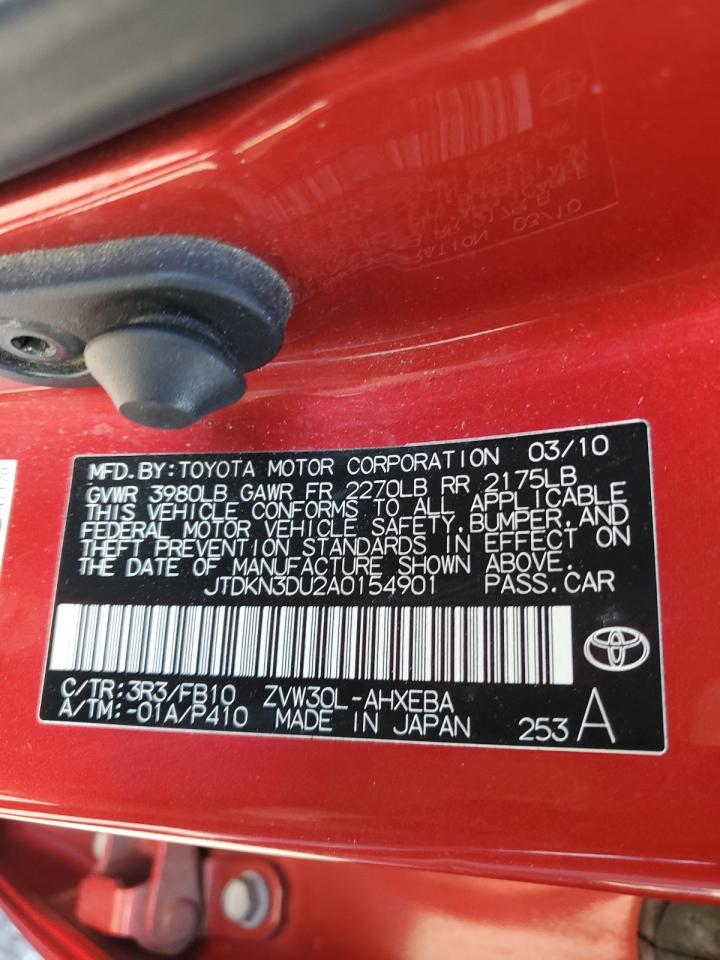 MFD. BY: TOYOTA MOTOR CORPORATION 03/10
GVWR 3980LB GAWR FR 2270LB RR 2175LB
THIS VEHICLE CONFORMS TO ALL APPLICABLE
FEDERAL MOTOR VEHICLE SAFETY, BUMPER, AND
THEFT PREVENTION STANDARDS IN EFFECT ON
THE DATE OF MANUFACTURE SHOWN ABOVE.
JTDKN3DU2A0154901 PASS. CAR
C/TR: 3R3/FB10 ZVW30L-AHXEBA
A/TM: -01A/P410 MADE IN JAPAN 253 A